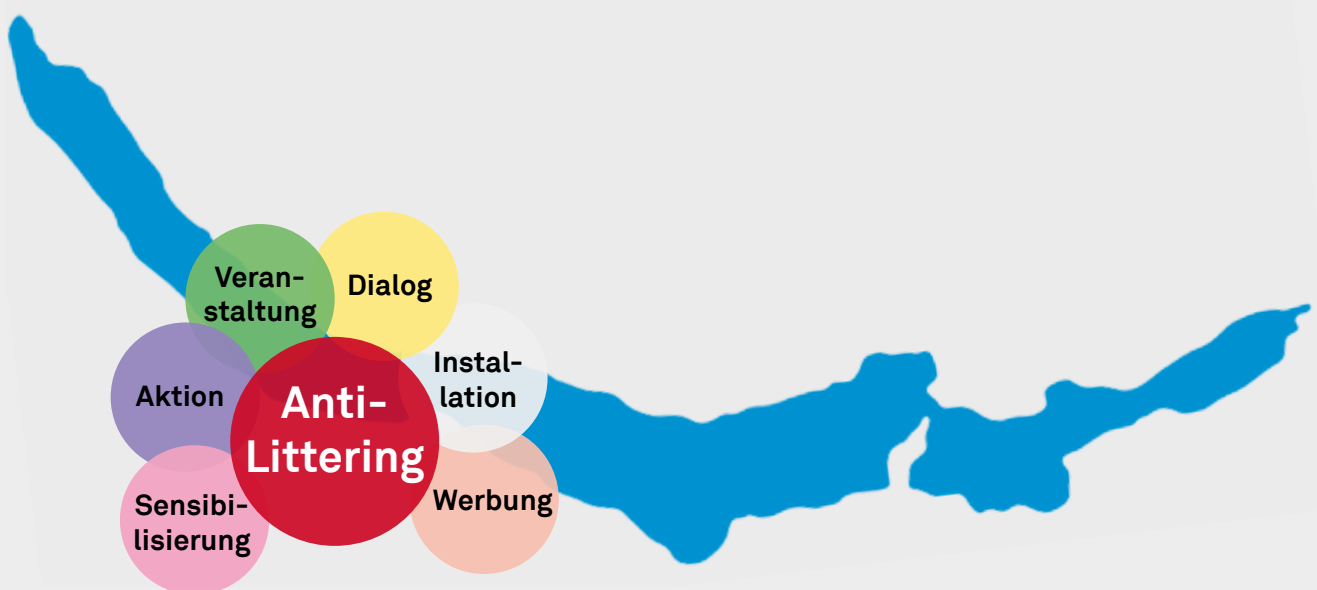 Veran-
staltung
Dialog
Instal-
lation
Aktion
Anti-
Littering
Werbung
Sensibi-
lisierung